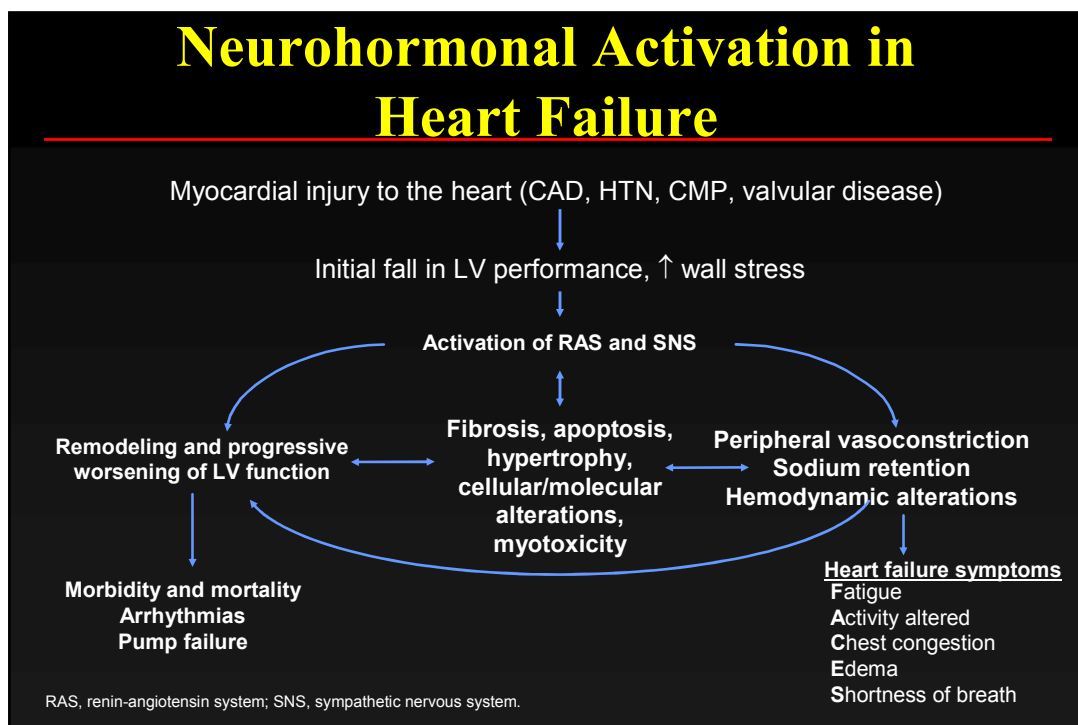 Neurohormonal Activation in
Heart Failure
Myocardial injury to the heart (CAD, HTN, CMP, valvular disease)
Initial fall in LV performance, ↑ wall stress
Activation of RAS and SNS
Remodeling and progressive
worsening of LV function
Fibrosis, apoptosis,
hypertrophy,
cellular/molecular
alterations,
myotoxicity
Peripheral vasoconstriction
Sodium retention
Hemodynamic alterations
Morbidity and mortality
Arrhythmias
Pump failure
Heart failure symptoms
Fatigue
Activity altered
Chest congestion
Edema
Shortness of breath
RAS, renin-angiotensin system; SNS, sympathetic nervous system.